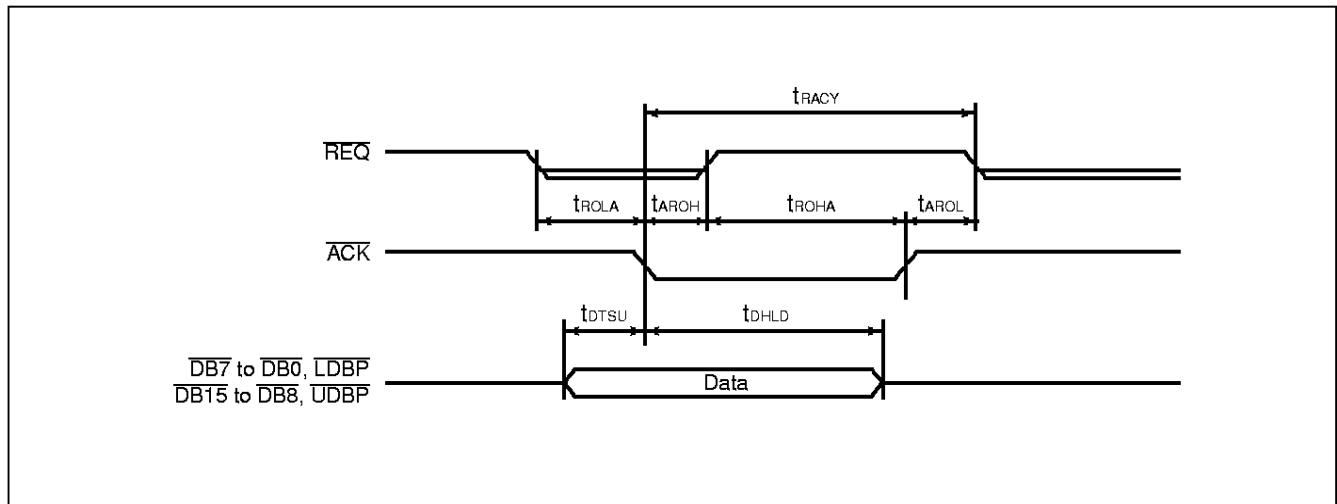 tRACY
REQ
tROLA tAROH tROHA tAROL
ACK
tDTSU tDHLD
DB7 to DB0, LDBP
DB15 to DB8, UDBP
Data